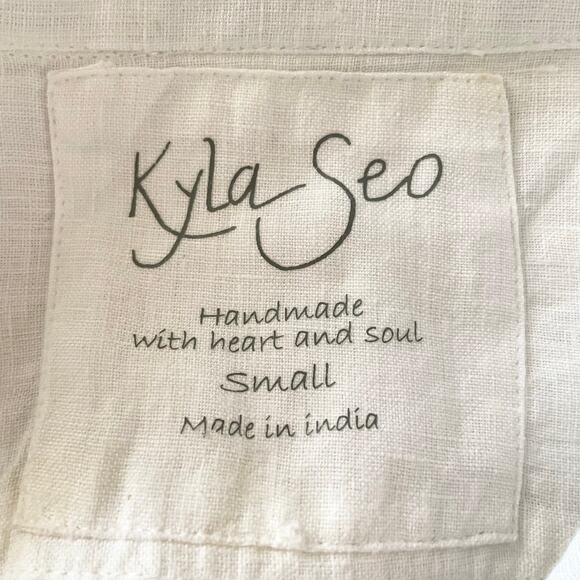 Kyla Seo
Handmade
with heart and soul
Small
Made in india